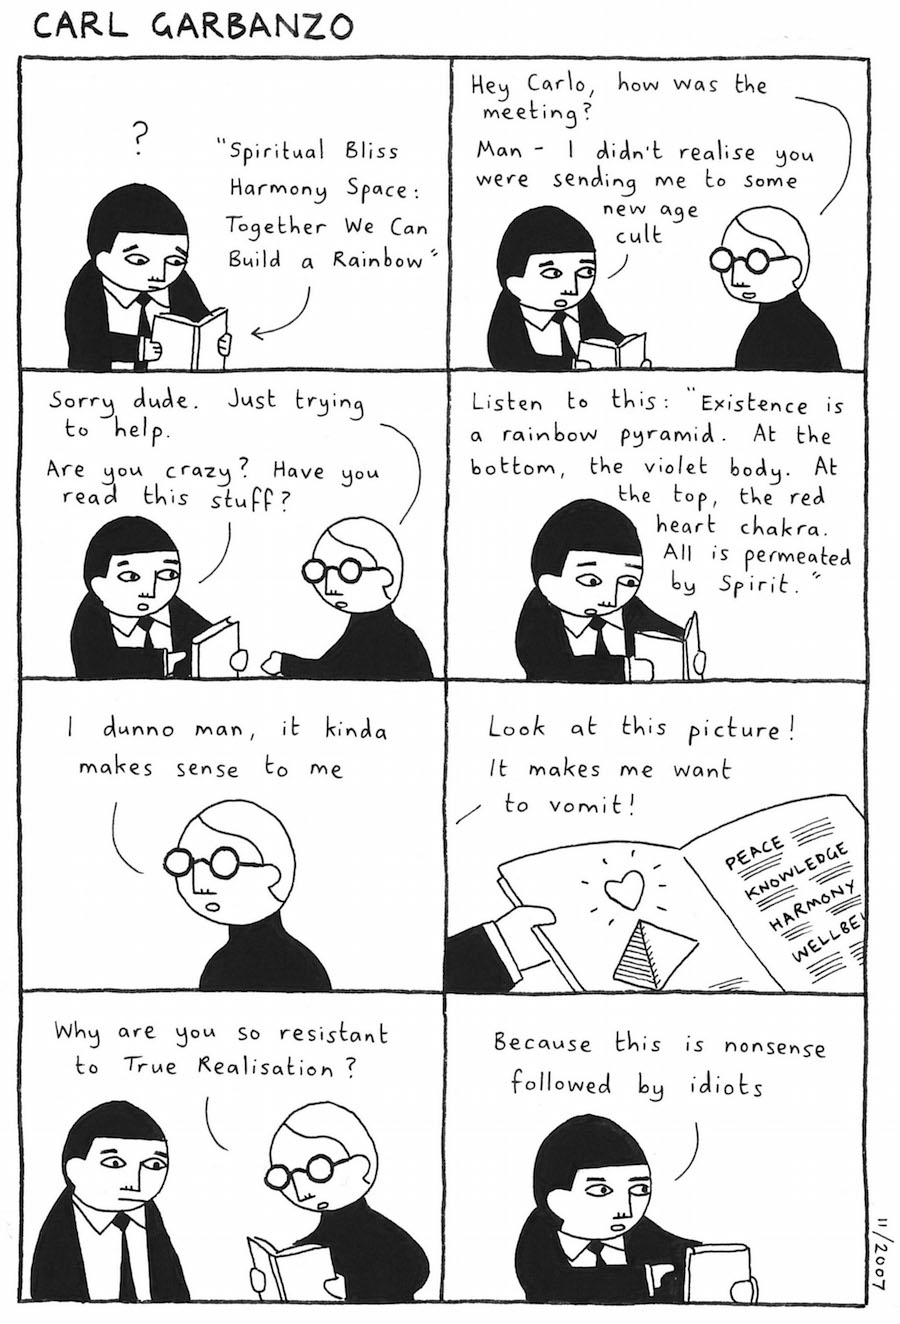 CARL GARBANZO
?
"Spiritual Bliss
Harmony Space:
Together We Can
Build a Rainbow"
Hey Carlo, how was the
meeting?
Man - I didn't realise you
were sending me to some
new age
cult
Sorry dude. Just trying
to help.
Are you crazy? Have you
read this stuff?
Listen to this: "Existence is
a rainbow pyramid. At the
bottom, the violet body. At
the top, the red
heart chakra.
All is permeated
by Spirit."
I dunno man, it kinda
makes sense to me
Look at this picture!
It makes me want
to vomit!
PEACE
KNOWLEDGE
HARMONY
WELLBEI
Why are you so resistant
to True Realisation?
Because this is nonsense
followed by idiots
11/2007